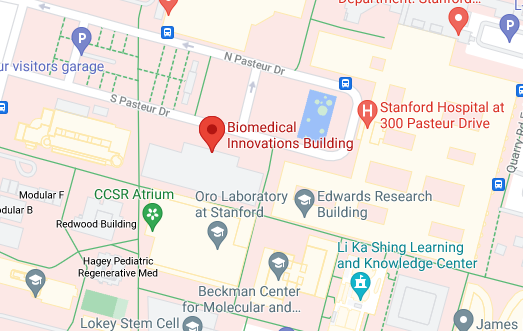 Department: Stanford...
P
P
L
N Pasteur Dr
ur visitors garage
S Pasteur Dr
H
Stanford Hospital at
300 Pasteur Drive
Biomedical
Innovations Building
Quarry Rd E
Modular F
odular B
CCSR Atrium
Oro Laboratory
at Stanford
Edwards Research
Building
Redwood Building
Li Ka Shing Learning
and Knowledge Center
Hagey Pediatric
Regenerative Med
Beckman Center
for Molecular and...
Lokey Stem Cell
James